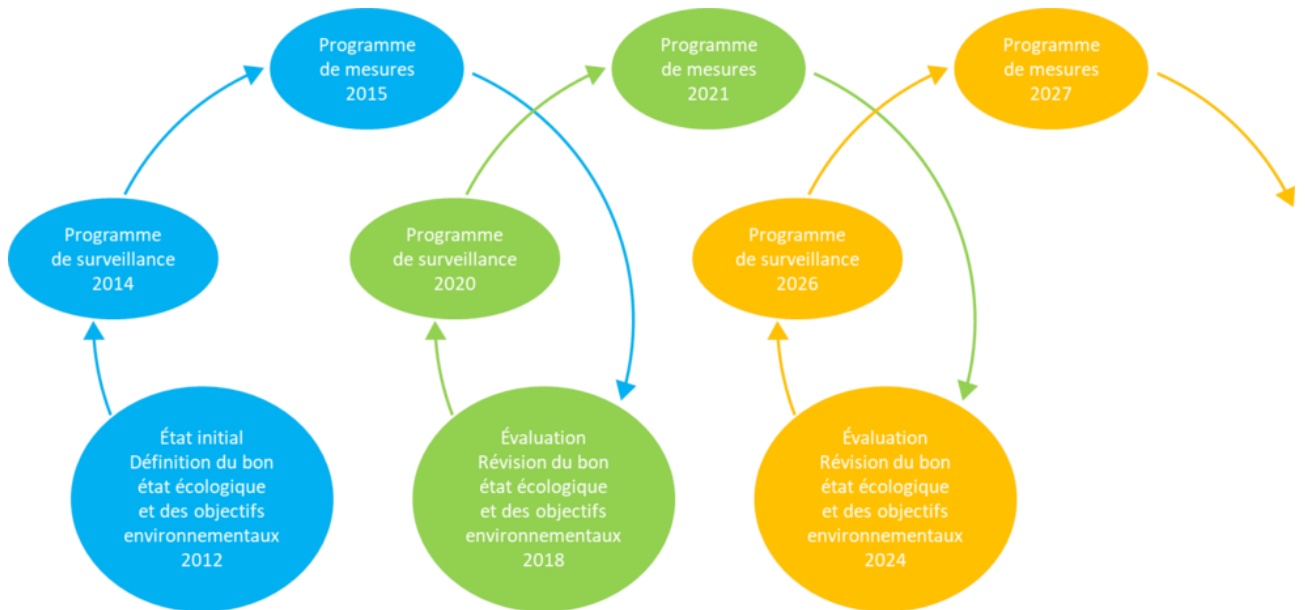 Programme
de mesures
2015
Programme
de mesures
2021
Programme
de mesures
2027
Programme
de surveillance
2014
Programme
de surveillance
2020
Programme
de surveillance
2026
État initial
Définition du bon
état écologique
et des objectifs
environnementaux
2012
Évaluation
Révision du bon
état écologique
et des objectifs
environnementaux
2018
Évaluation
Révision du bon
état écologique
et des objectifs
environnementaux
2024